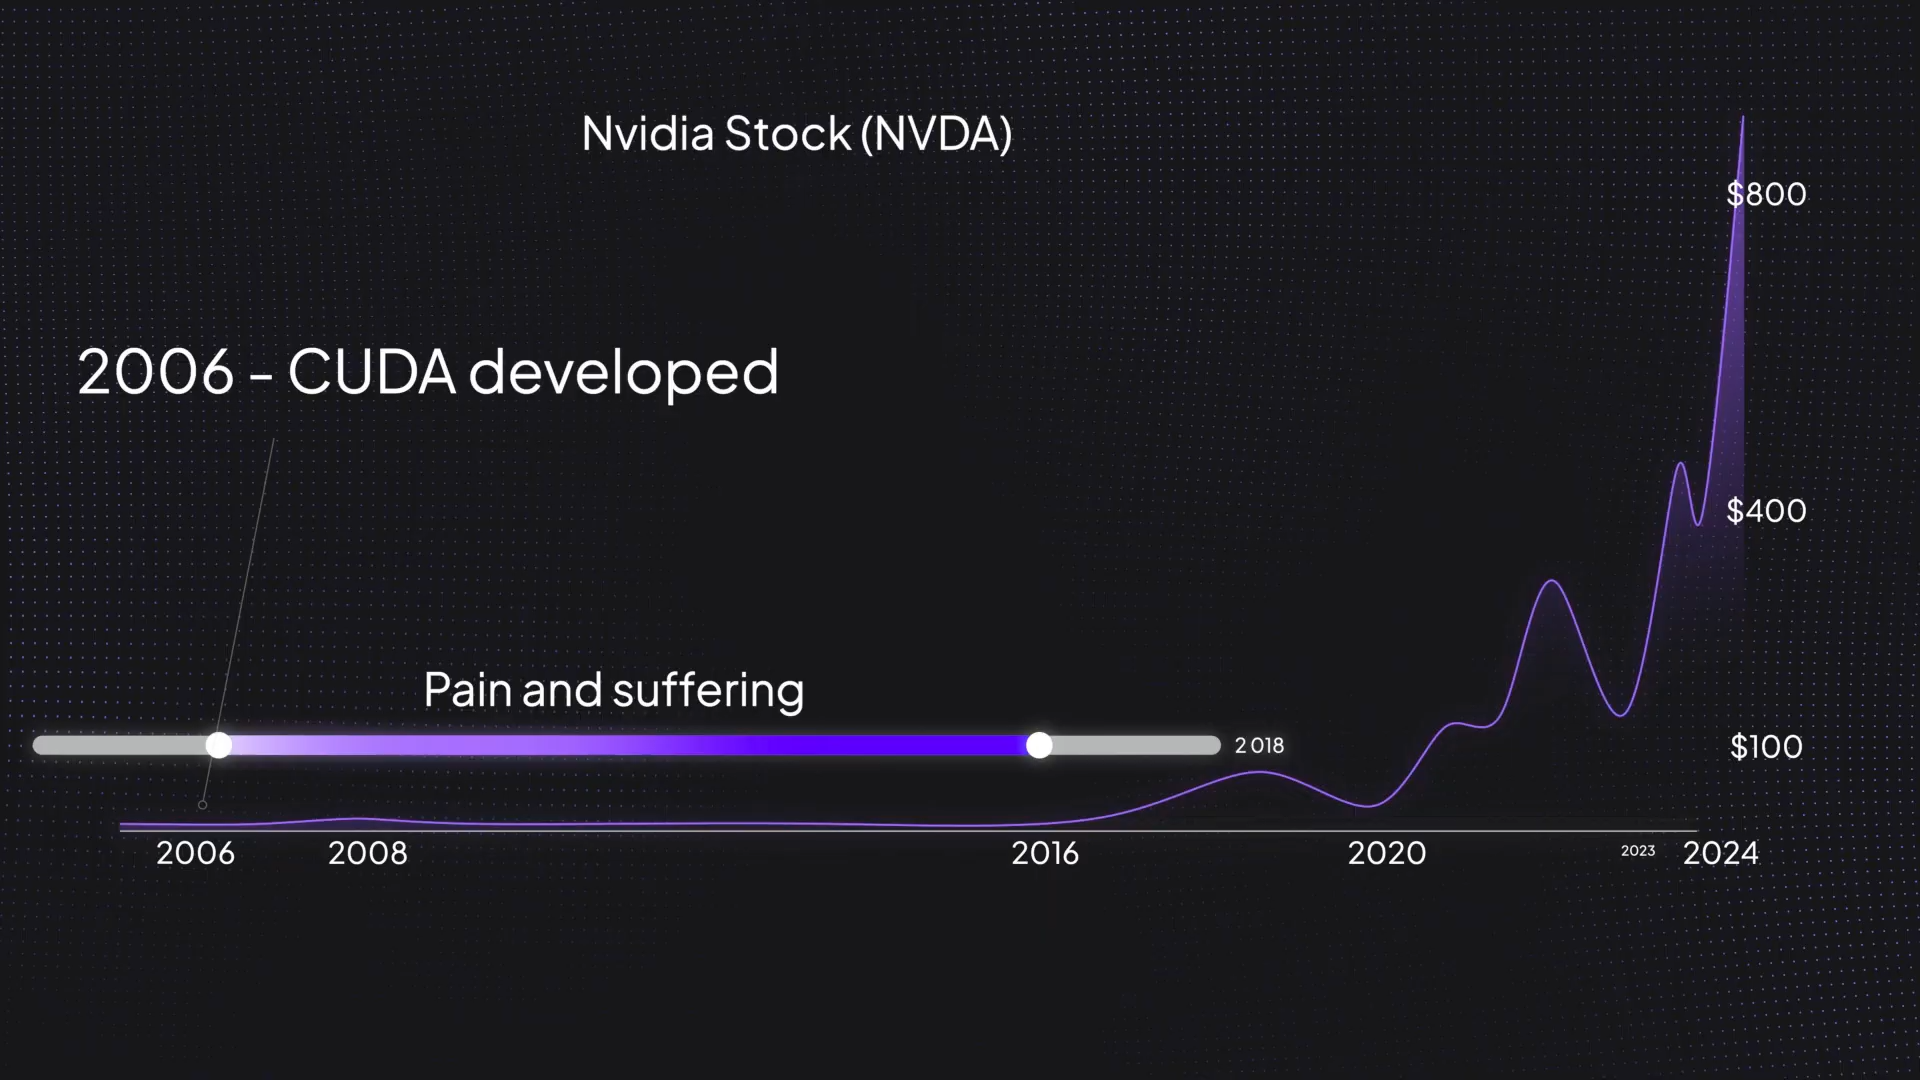 Nvidia Stock (NVDA)
$800
2006 – CUDA developed
$400
Pain and suffering
2018
$100
2006 2008 2016 2020 2023 2024